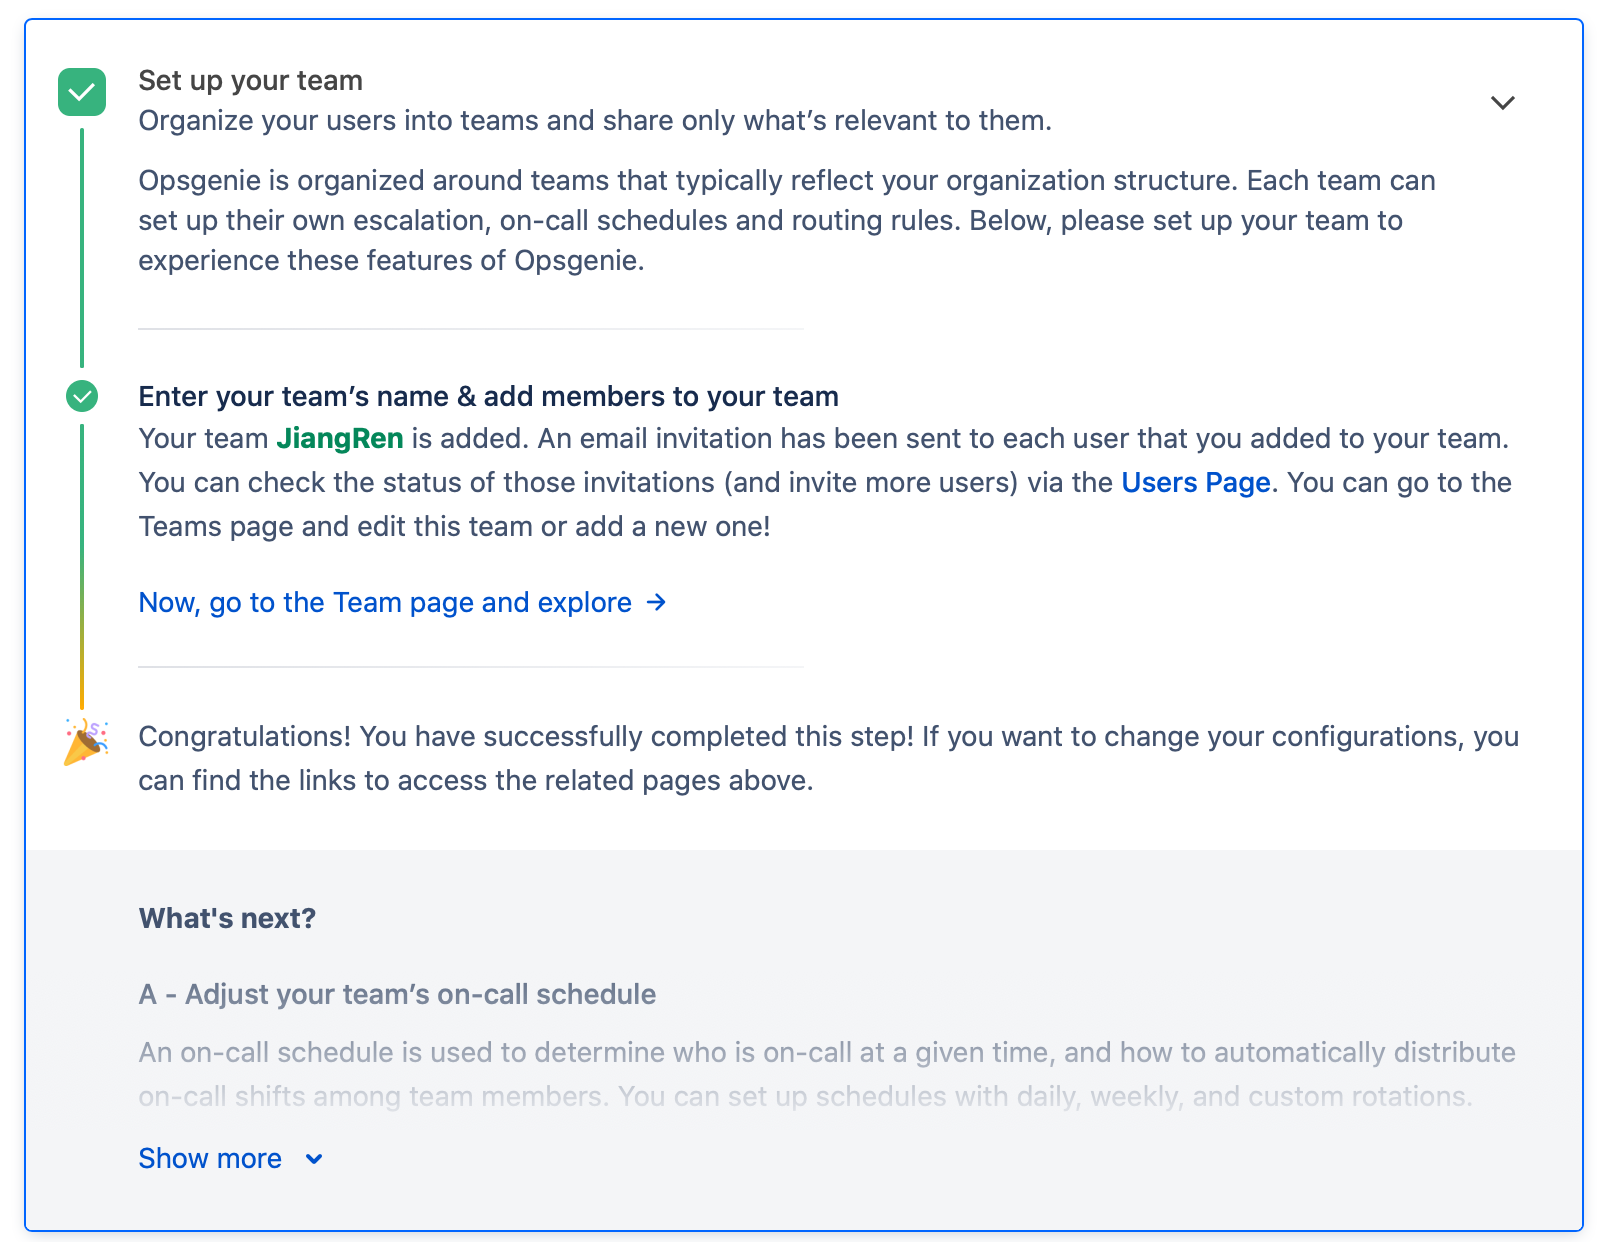 Set up your team
Organize your users into teams and share only what’s relevant to them.
Opsgenie is organized around teams that typically reflect your organization structure. Each team can
set up their own escalation, on-call schedules and routing rules. Below, please set up your team to
experience these features of Opsgenie.
Enter your team’s name & add members to your team
Your team JiangRen is added. An email invitation has been sent to each user that you added to your team.
You can check the status of those invitations (and invite more users) via the Users Page. You can go to the
Teams page and edit this team or add a new one!
Now, go to the Team page and explore →
Congratulations! You have successfully completed this step! If you want to change your configurations, you
can find the links to access the related pages above.
What's next?
A - Adjust your team’s on-call schedule
An on-call schedule is used to determine who is on-call at a given time, and how to automatically distribute
on-call shifts among team members. You can set up schedules with daily, weekly, and custom rotations.
Show more